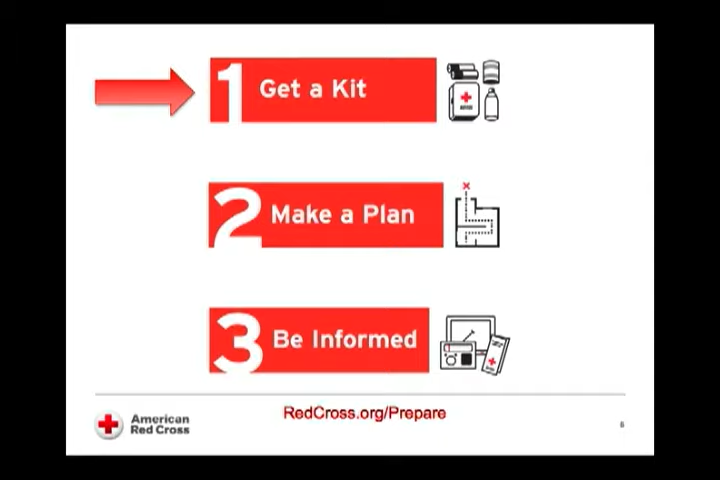 1 Get a Kit
2 Make a Plan
3 Be Informed
RedCross.org/Prepare
American
Red Cross